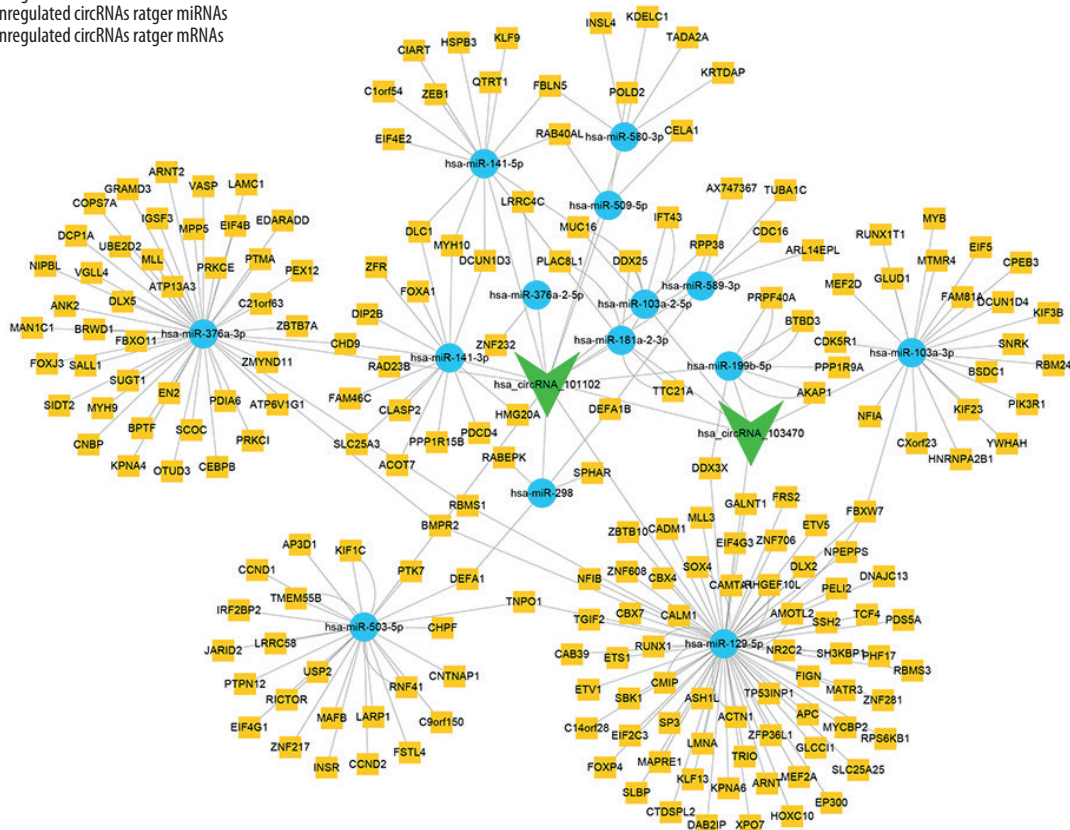 nregulated circRNAs ratger miRNAs
nregulated circRNAs ratger mRNAs
INSL4
KDELC1
TADA2A
KRTDAP
POLD2
CELA1
hsa-miR-580-3p
CIART
HSPB3
KLF9
C1orf54
ZEB1
QTRT1
FBLN5
EIF4E2
RAB40AL
hsa-miR-141-5p
hsa-miR-509-5p
LRRC4C
MUC16
IFT43
AX747367
TUBA1C
CDC16
RPP38
ARL14EPL
DLC1
MYH10
DCUN1D3
PLAC8L1
DDX25
hsa-miR-589-3p
ZFR
FOXA1
hsa-miR-376a-2-5p
hsa-miR-103a-2-5p
PRPF40A
BTBD3
DIP2B
ZNF232
hsa-miR-181a-2-3p
CDK5R1
CHD9
RAD23B
hsa-miR-141-3p
hsa-miR-199b-5p
PPP1R9A
hsa_circRNA_101102
TTC21A
AKAP1
FAM46C
CLASP2
HMG20A
DEFA1B
hsa_circRNA_103470
SLC25A3
PPP1R15B
PDCD4
ACOT7
RABEPK
SPHAR
hsa-miR-298
DDX3X
RBMS1
BMPR2
ARNT2
GRAMD3
VASP
LAMC1
COPS7A
IGSF3
MPP5
EIF4B
EDARADD
DCP1A
UBE2D2
MLL
PRKCE
PTMA
NIPBL
VGLL4
ATP13A3
PEX12
ANK2
DLX5
C21orf63
MAN1C1
BRWD1
hsa-miR-376a-3p
ZBTB7A
FOXJ3
SALL1
FBXO11
ZMYND11
SUGT1
SIDT2
MYH9
EN2
PDIA6
ATP6V1G1
CNBP
BPTF
SCOC
PRKCI
KPNA4
OTUD3
CEBPB
RUNX1T1
MYB
MTMR4
EIF5
CPEB3
MEF2D
GLUD1
FAM81A
DCUN1D4
KIF3B
hsa-miR-103a-3p
SNRK
BSDC1
RBM24
NFIA
KIF23
PIK3R1
CXorf23
YWHAH
HNRNPA2B1
AP3D1
KIF1C
CCND1
PTK7
DEFA1
TMEM55B
IRF2BP2
CHPF
TNPO1
hsa-miR-503-5p
JARID2
LRRC58
CNTNAP1
USP2
PTPN12
RICTOR
RNF41
EIF4G1
MAFB
LARP1
C9orf150
ZNF217
FSTL4
INSR
CCND2
GALNT1
FRS2
MLL3
FBXW7
ZBTB10
CADM1
EIF4G3
ZNF706
ETV5
NPEPPS
SOX4
DLX2
DNAJC13
NFIB
ZNF608
CBX4
PELI2
CBX7
CALM1
AMOTL2
TCF4
PDS5A
TGIF2
SSH2
CAB39
ETS1
RUNX1
hsa-miR-129-5p
NR2C2
SH3KBP1
PHF17
RBMS3
FIGN
ETV1
SBK1
CMIP
ASH1L
TP53INP1
MATR3
ZNF281
C14orf28
EIF2C3
SP3
ACTN1
APC
MYCBP2
ZFP36L1
RPS6KB1
FOXP4
MAPRE1
LMNA
TRIO
GLCCI1
SLC25A25
SLBP
KLF13
KPNA6
ARNT
MEF2A
EP300
CTDSPL2
DAB2IP
XPO7
HOXC10